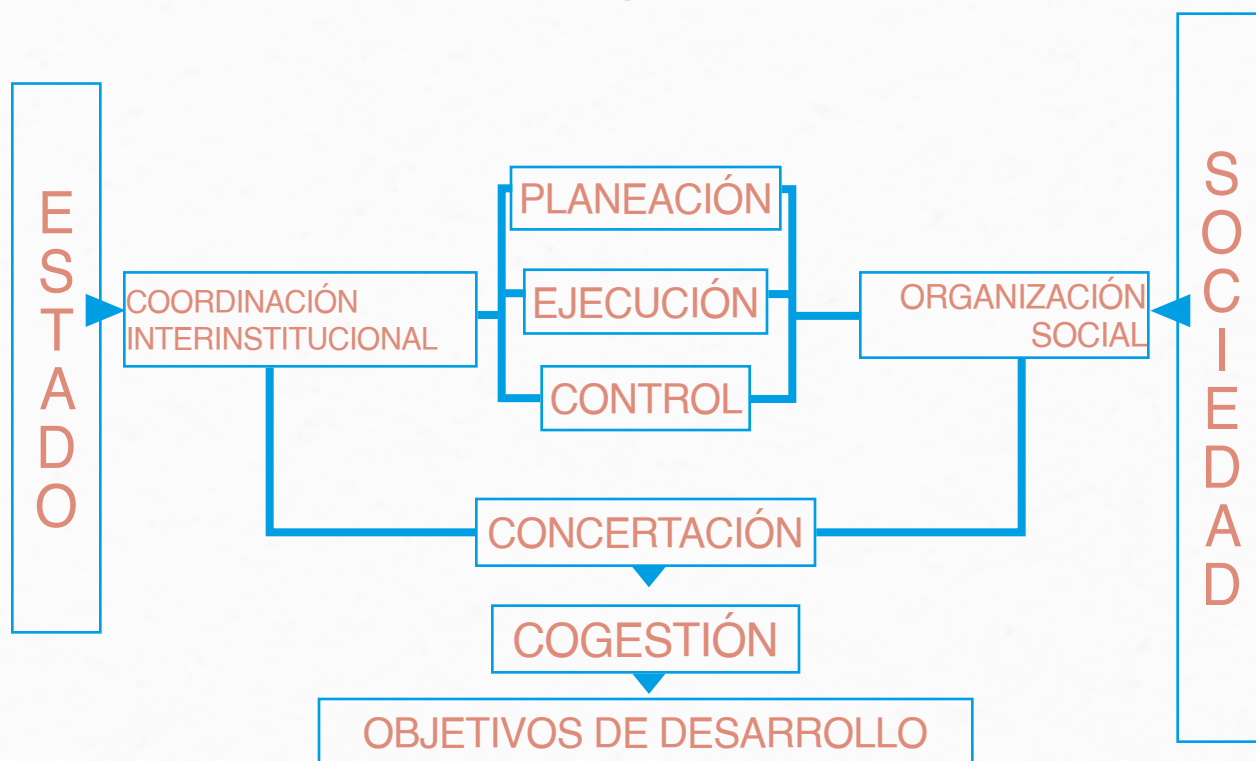 ESTADO
COORDINACIÓN
INTERINSTITUCIONAL
PLANEACIÓN
EJECUCIÓN
CONTROL
ORGANIZACIÓN
SOCIAL
SOCIEDAD
CONCERTACIÓN
COGESTIÓN
OBJETIVOS DE DESARROLLO